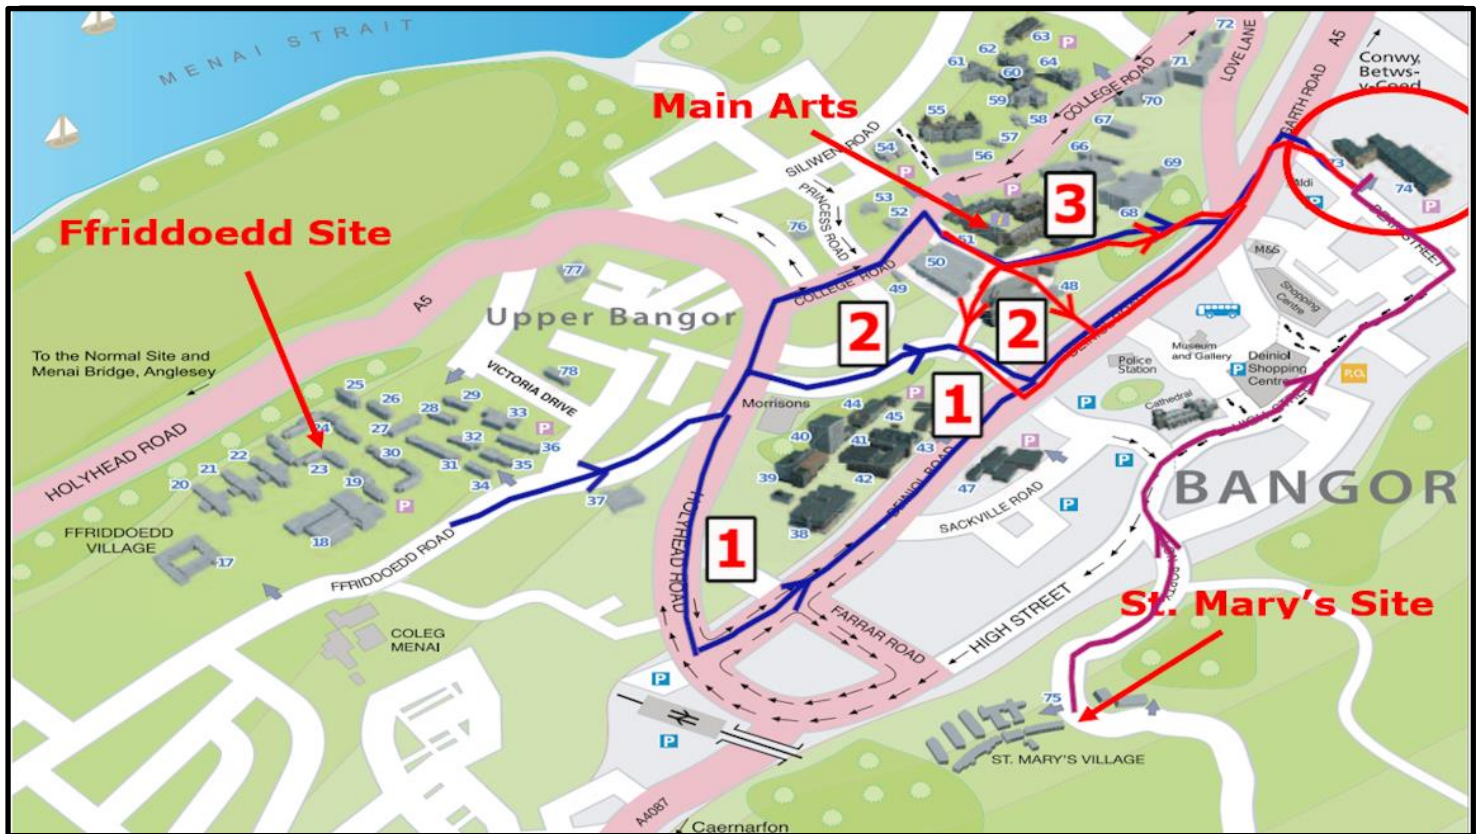 MENAI STRAIT
72
63
62
61
64
60
71
59
COLLEGE ROAD
LOVE LANE
A5
Conwy,
Betws-
GARTH ROAD
Main Arts
55
58
70
67
57
SILIWEN ROAD
54
56
66
69
73
74
Aldi
P
PRINCESS ROAD
53
52
3
68
76
51
50
COLLEGE ROAD
49
48
M&S
Shopping
Centre
Ffriddoedd Site
77
A5
Upper Bangor
2
2
Museum
and Gallery
Police
Station
Deiniol
Shopping
Centre
P.O.
To the Normal Site and
Menai Bridge, Anglesey
VICTORIA DRIVE
78
Morrisons
1
Cathedral
HIGH STREET
25
26
29
28
33
24
27
32
36
22
21
23
30
31
35
34
20
19
18
17
37
44
45
40
41
43
39
42
38
47
HOLYHEAD ROAD
FFRIDDOEDD
VILLAGE
FFRIDDOEDD ROAD
HOLYHEAD ROAD
1
DEINIOL ROAD
SACKVILLE ROAD
BANGOR
COLEG
MENAI
FARRAR ROAD
HIGH STREET
St. Mary's Site
75
ST. MARY'S VILLAGE
A4087
Caernarfon